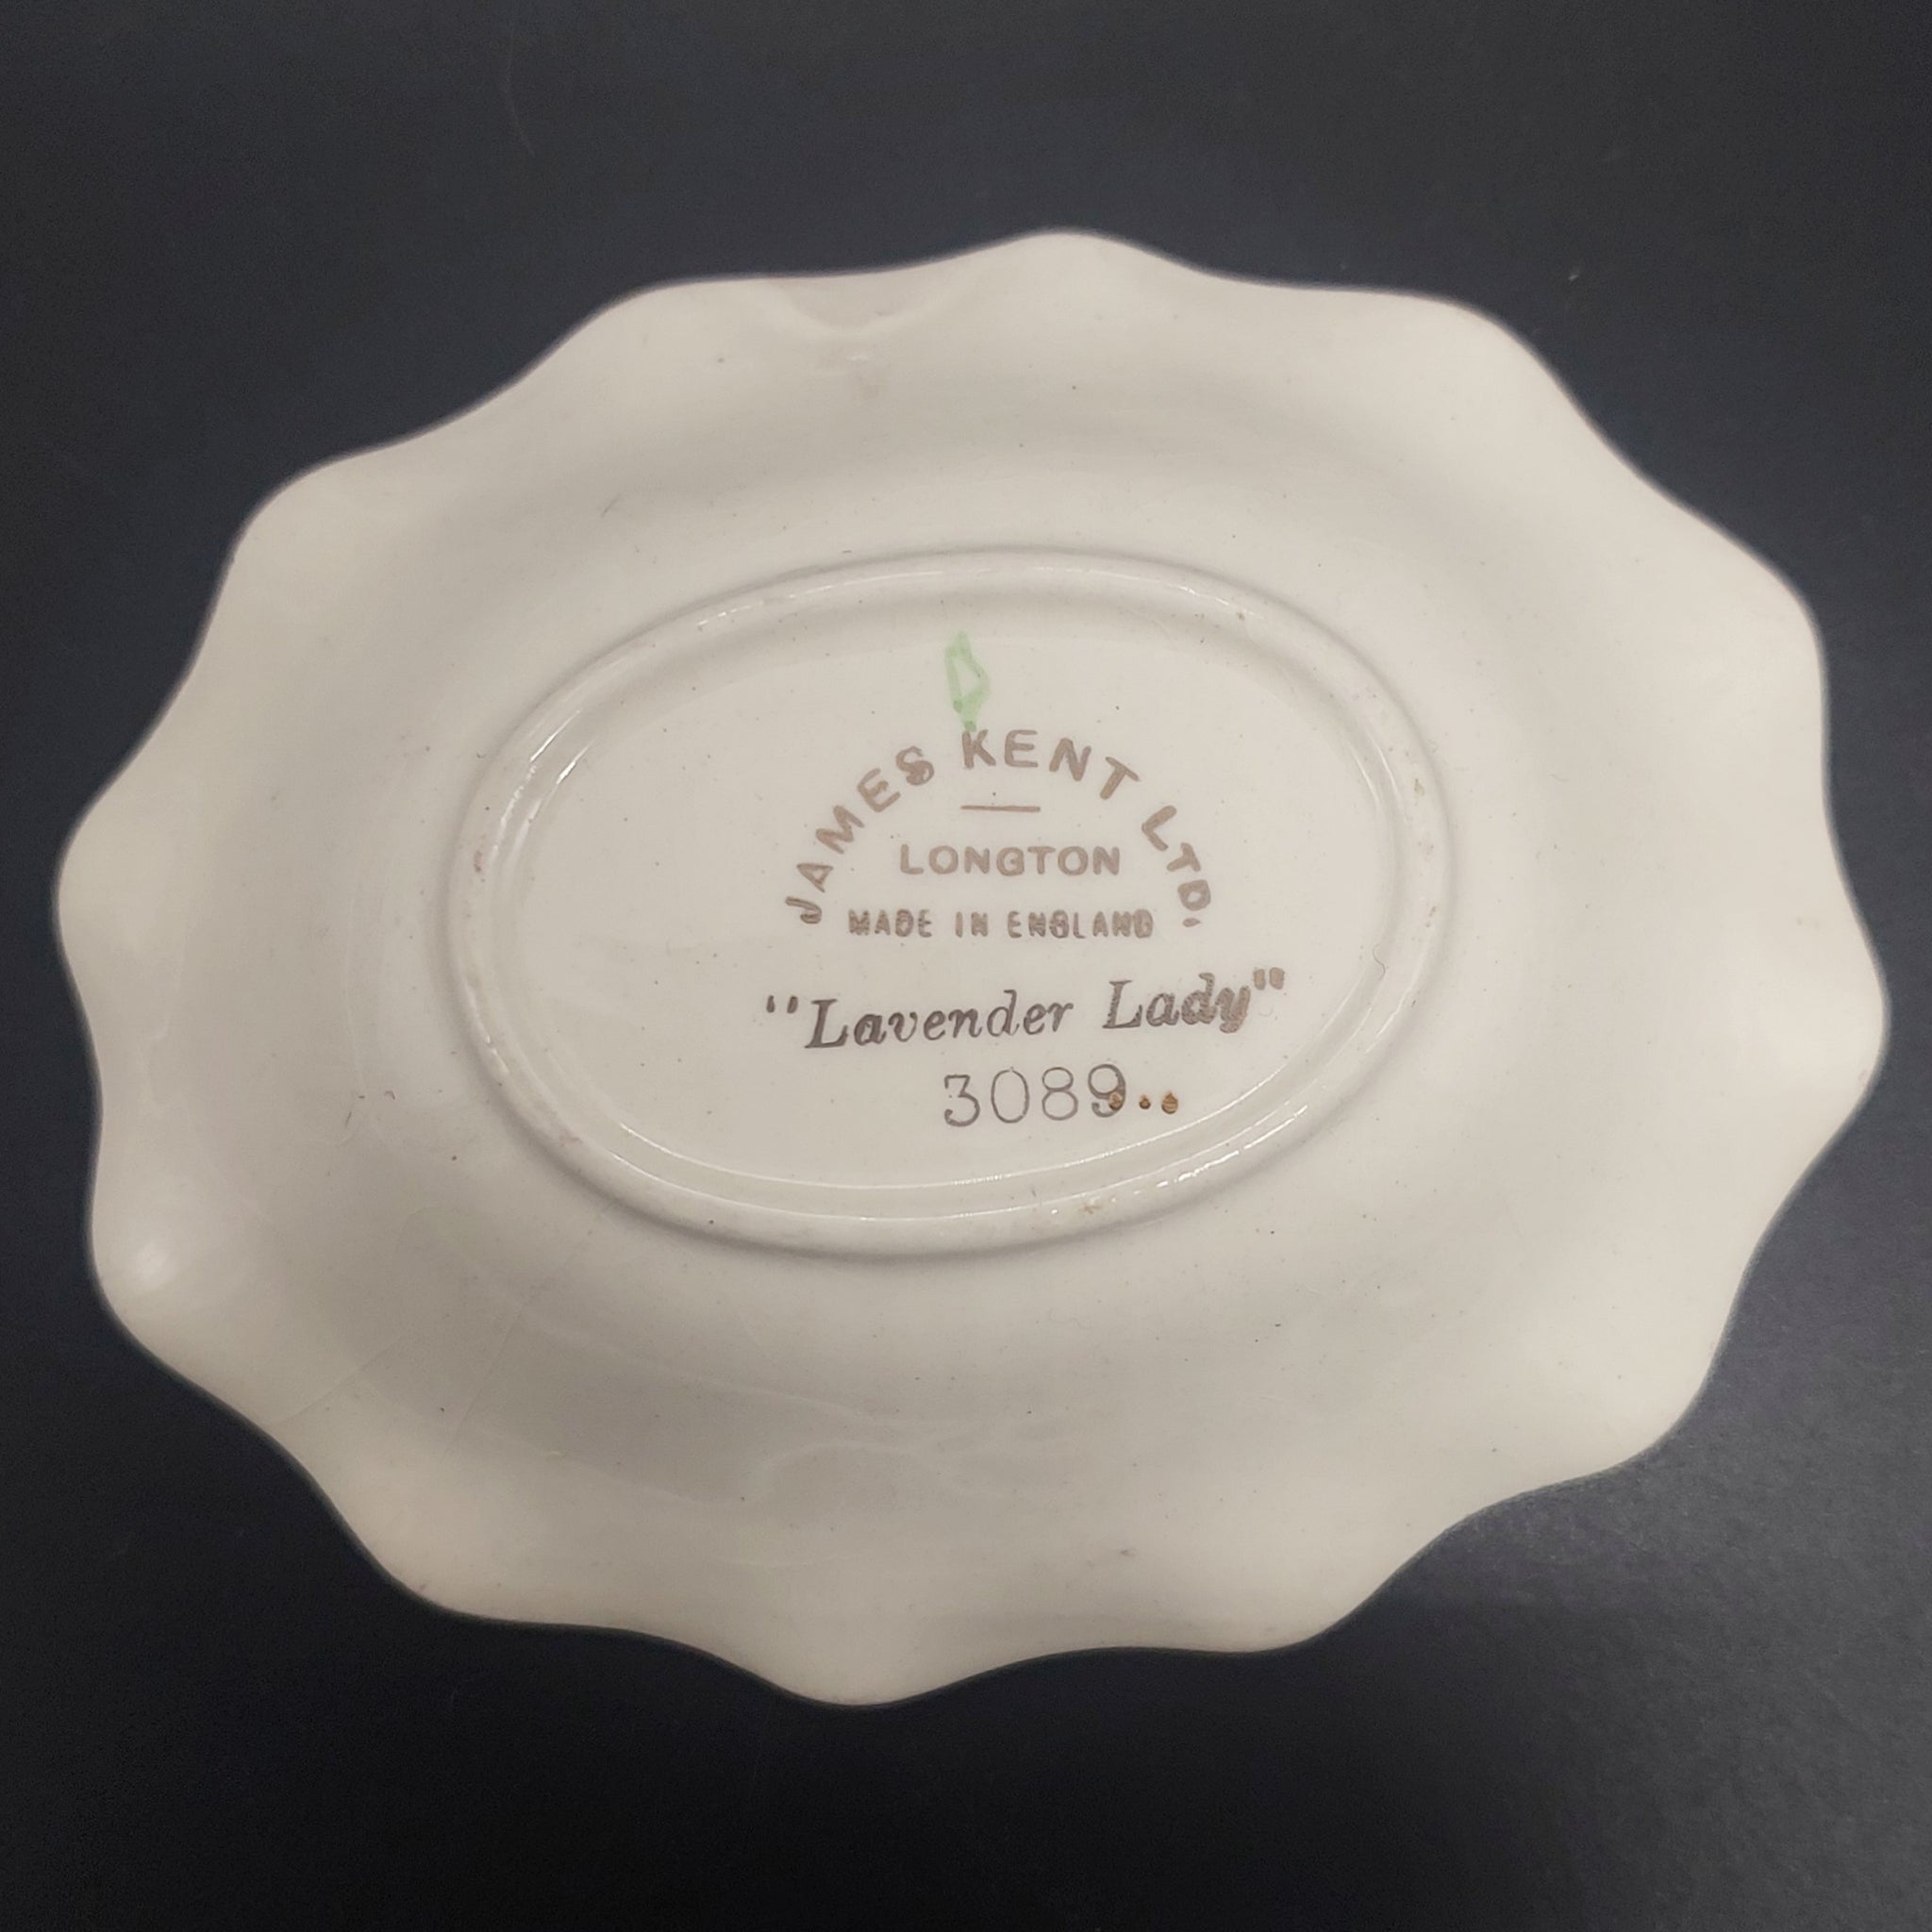 JAMES KENT LTD.
LONGTON
MADE IN ENGLAND
"Lavender Lady"
3089..